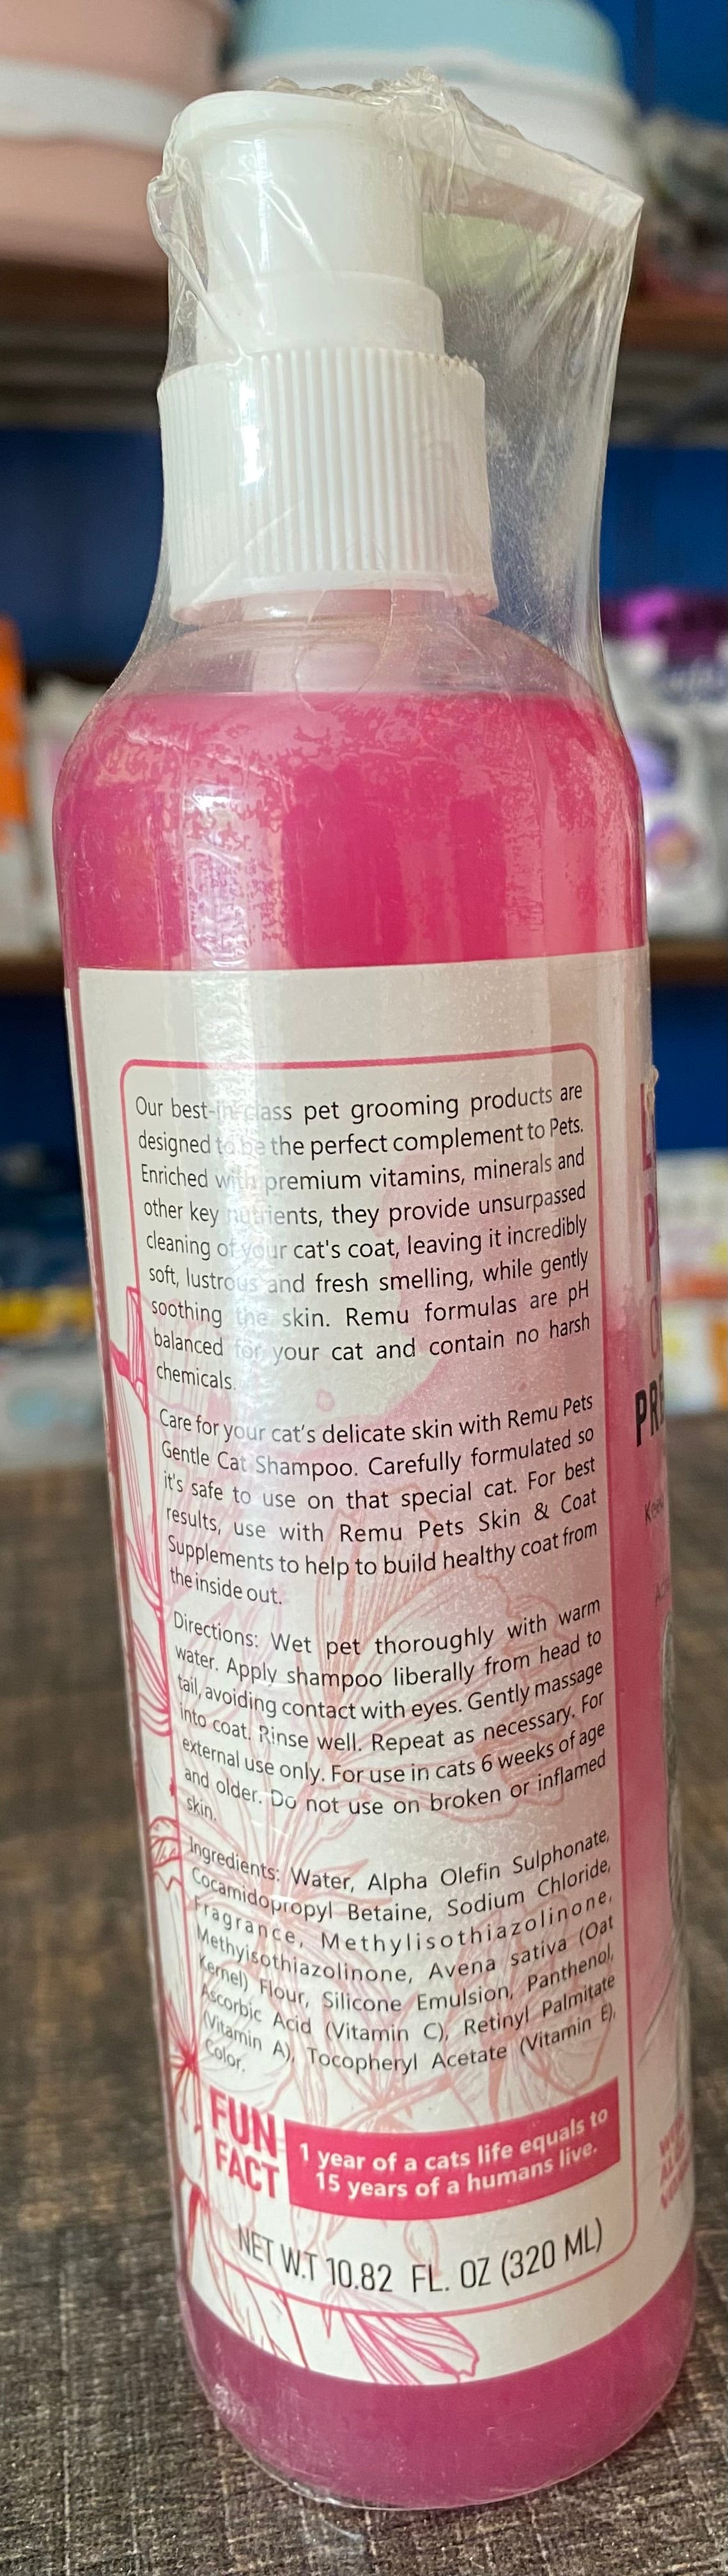 Our best-in-class pet grooming products are
designed to be the perfect complement to Pets.
Enriched with premium vitamins, minerals and
other key nutrients, they provide unsurpassed
cleaning of your cat's coat, leaving it incredibly
soft, lustrous and fresh smelling, while gently
soothing the skin. Remu formulas are pH
balanced for your cat and contain no harsh
chemicals.
Care for your cat's delicate skin with Remu Pets
Gentle Cat Shampoo. Carefully formulated so
it's safe to use on that special cat. For best
results, use with Remu Pets Skin & Coat
Supplements to help to build healthy coat from
the inside out.
Directions: Wet pet thoroughly with warm
water. Apply shampoo liberally from head to
tail, avoiding contact with eyes. Gently massage
into coat. Rinse well. Repeat as necessary. For
external use only. For use in cats 6 weeks of age
and older. Do not use on broken or inflamed
skin.
Ingredients: Water, Alpha Olefin Sulphonate,
Cocamidopropyl Betaine, Sodium Chloride,
Fragrance, Methylisothiazolinone,
Methyisothiazolinone, Avena sativa (Oat
Kernel) Flour, Silicone Emulsion, Panthenol,
Ascorbic Acid (Vitamin C), Retinyl Palmitate
(Vitamin A), Tocopheryl Acetate (Vitamin E),
Color.
FUN
FACT
1 year of a cats life equals to
15 years of a humans live.
NET W.T 10.82 FL. OZ (320 ML)